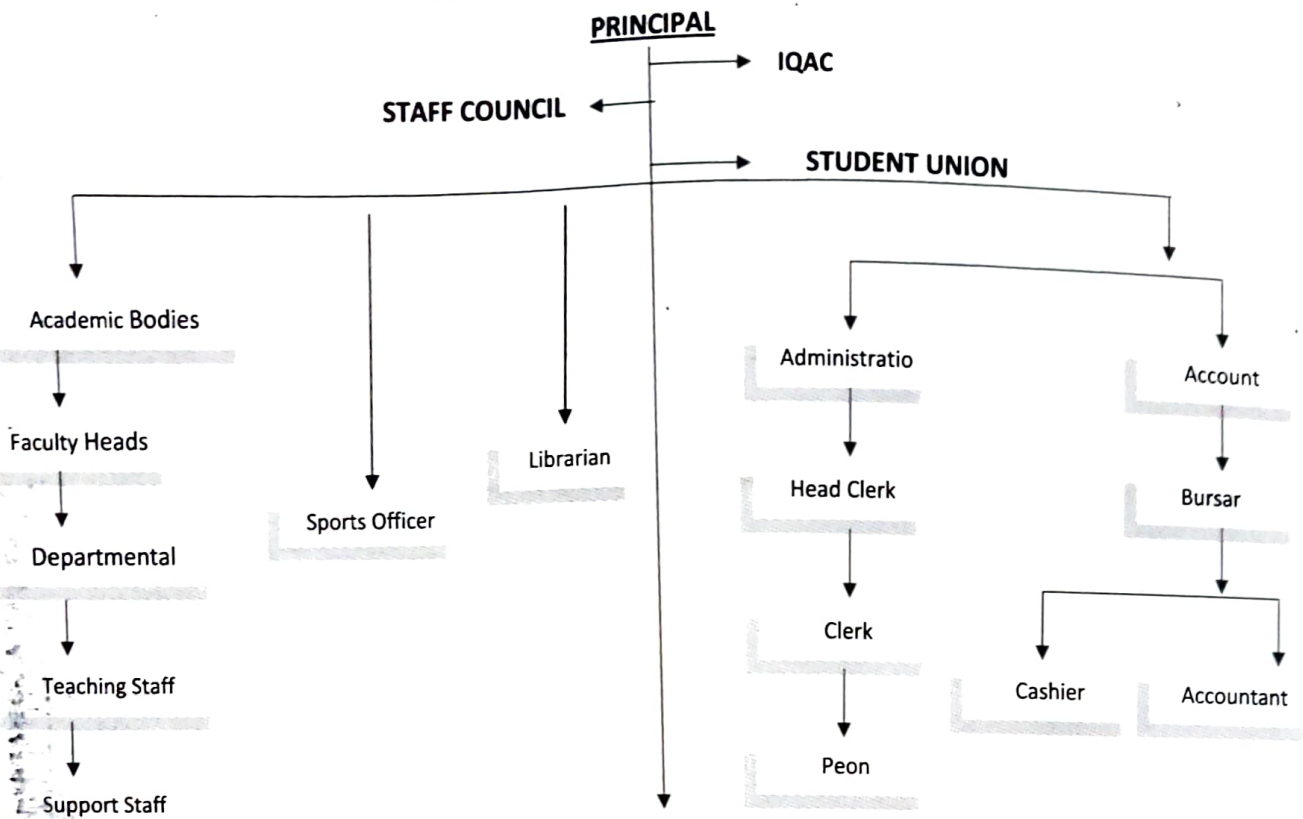 PRINCIPAL
IQAC
STAFF COUNCIL
STUDENT UNION
Academic Bodies
Faculty Heads
Departmental
Teaching Staff
Support Staff
Sports Officer
Librarian
Administratio
Head Clerk
Clerk
Peon
Account
Bursar
Cashier
Accountant